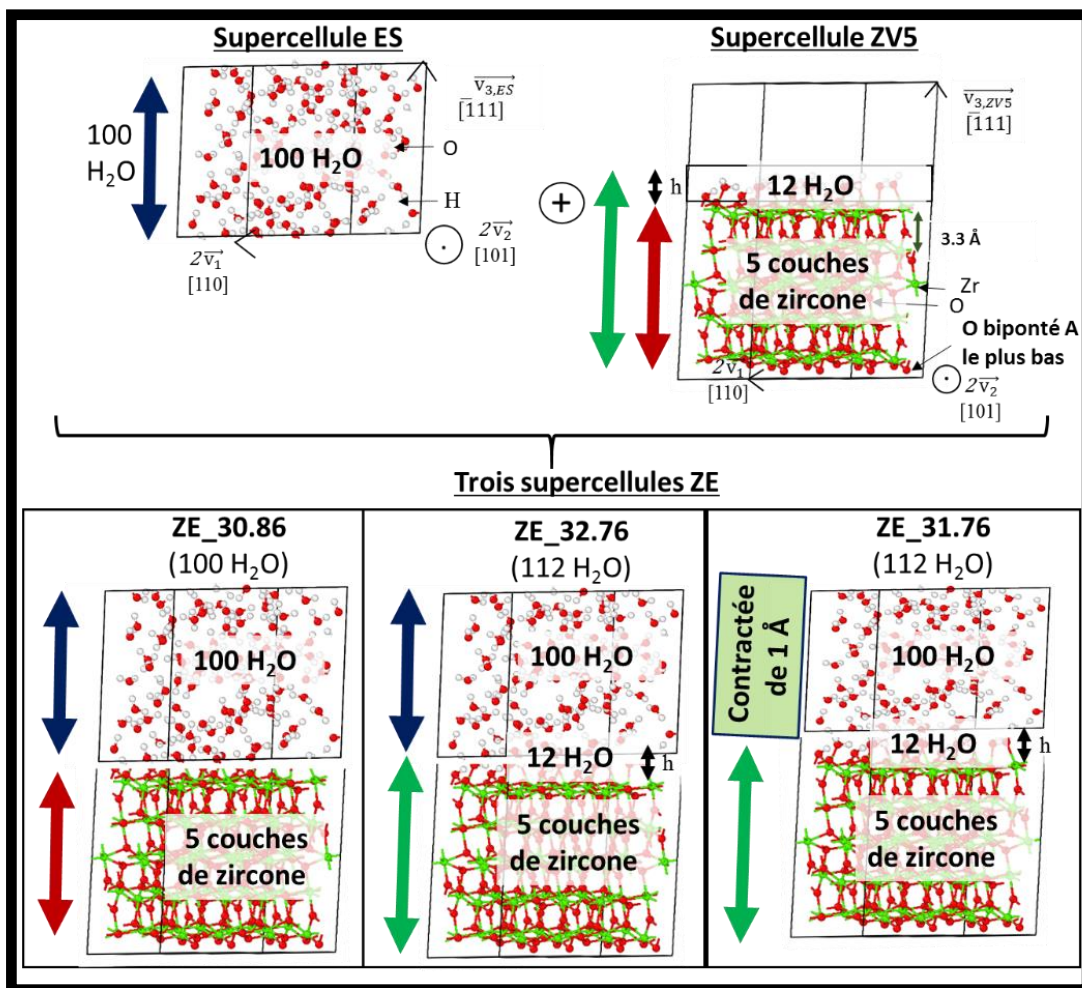 Supercellule ES
Supercellule ZV5
v₃,ES
[̅111]
100
H₂O
100 H₂O
O
H
2v₁
[110]
2v₂
[101]
+
v₃,ZV5
[̅111]
h
12 H₂O
3.3 Å
5 couches
de zircone
Zr
O
O biponté A
le plus bas
2v₁
[110]
2v₂
[101]
Trois supercellules ZE
ZE_30.86
(100 H₂O)
100 H₂O
5 couches
de zircone
ZE_32.76
(112 H₂O)
100 H₂O
12 H₂O
h
5 couches
de zircone
ZE_31.76
(112 H₂O)
Contractée
de 1 Å
100 H₂O
12 H₂O
h
5 couches
de zircone